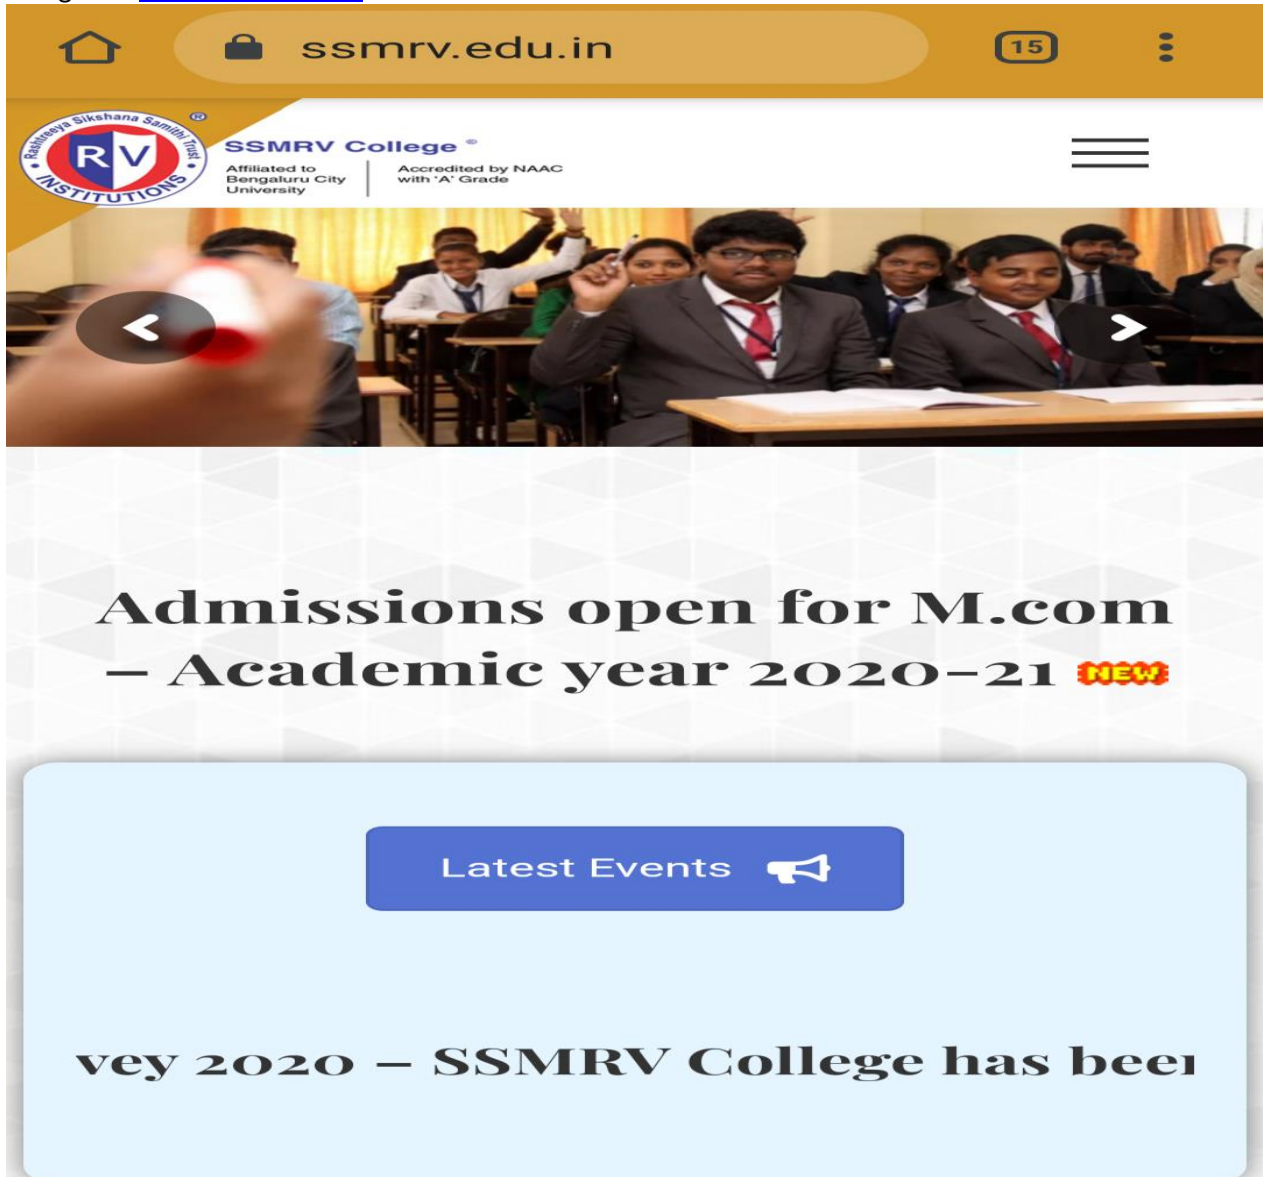 ssmrv.edu.in
15
Rashtreeya Sikshana Samithi Trust
®
RV
INSTITUTIONS
SSMRV College ®
Affiliated to
Bengaluru City
University
Accredited by NAAC
with 'A' Grade
Admissions open for M.com
– Academic year 2020-21 NEW
Latest Events
vey 2020 – SSMRV College has been